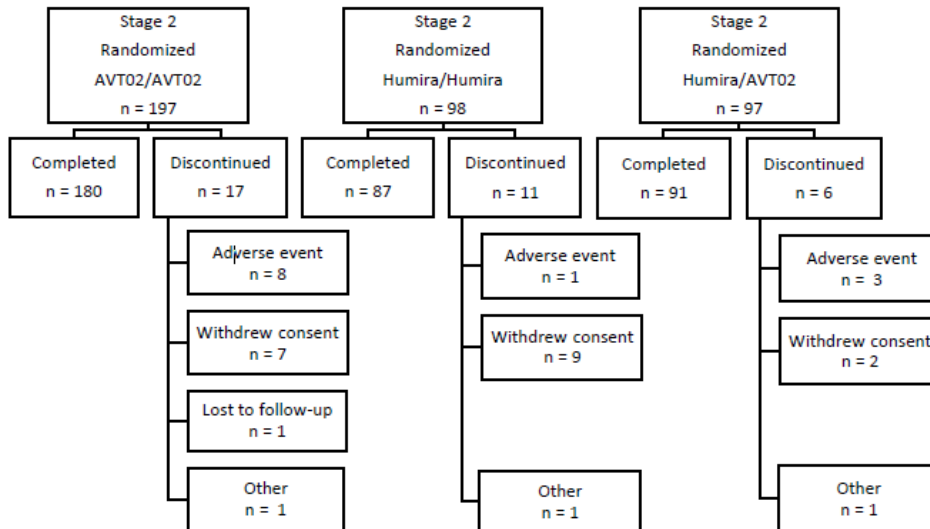 Stage 2
Randomized
AVT02/AVT02
n = 197
Stage 2
Randomized
Humira/Humira
n = 98
Stage 2
Randomized
Humira/AVT02
n = 97
Completed
n = 180
Discontinued
n = 17
Completed
n = 87
Discontinued
n = 11
Completed
n = 91
Discontinued
n = 6
Adverse event
n = 8
Withdrew consent
n = 7
Lost to follow-up
n = 1
Other
n = 1
Adverse event
n = 1
Withdrew consent
n = 9
Other
n = 1
Adverse event
n = 3
Withdrew consent
n = 2
Other
n = 1